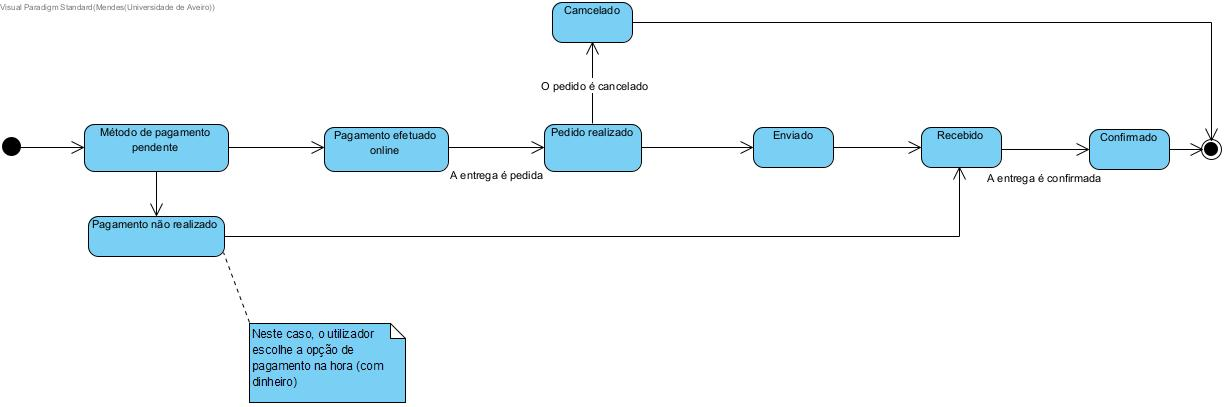 Visual Paradigm Standard(Mendes(Universidade de Aveiro))
Camcelado
O pedido é cancelado
Método de pagamento
pendente
Pagamento efetuado
online
A entrega é pedida
Pedido realizado
Enviado
Recebido
A entrega é confirmada
Confirmado
Pagamento não realizado
Neste caso, o utilizador
escolhe a opção de
pagamento na hora (com
dinheiro)